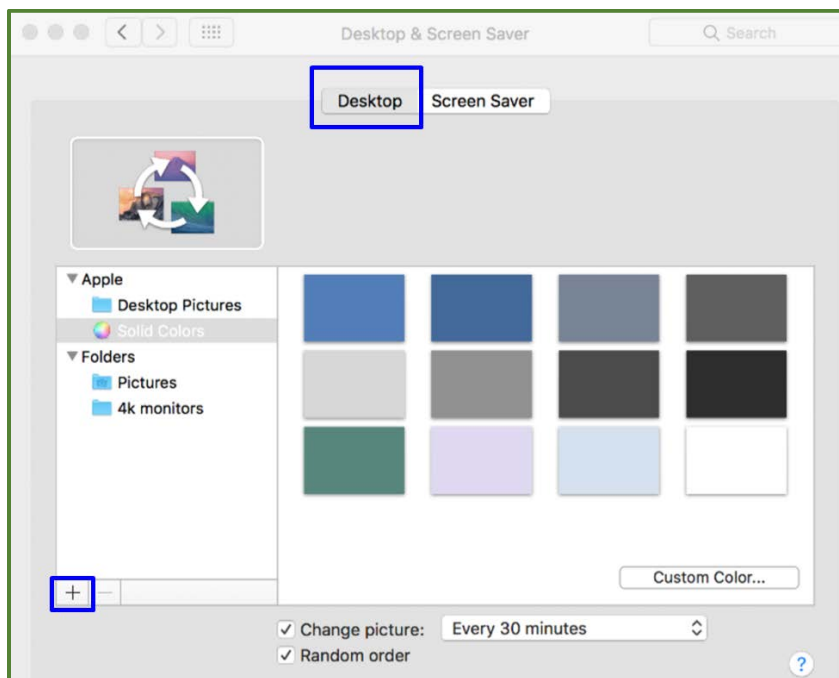 Desktop & Screen Saver
Search
Desktop Screen Saver
Apple
Desktop Pictures
Solid Colors
Folders
Pictures
4k monitors
Custom Color...
+ −
Change picture: Every 30 minutes
Random order
?